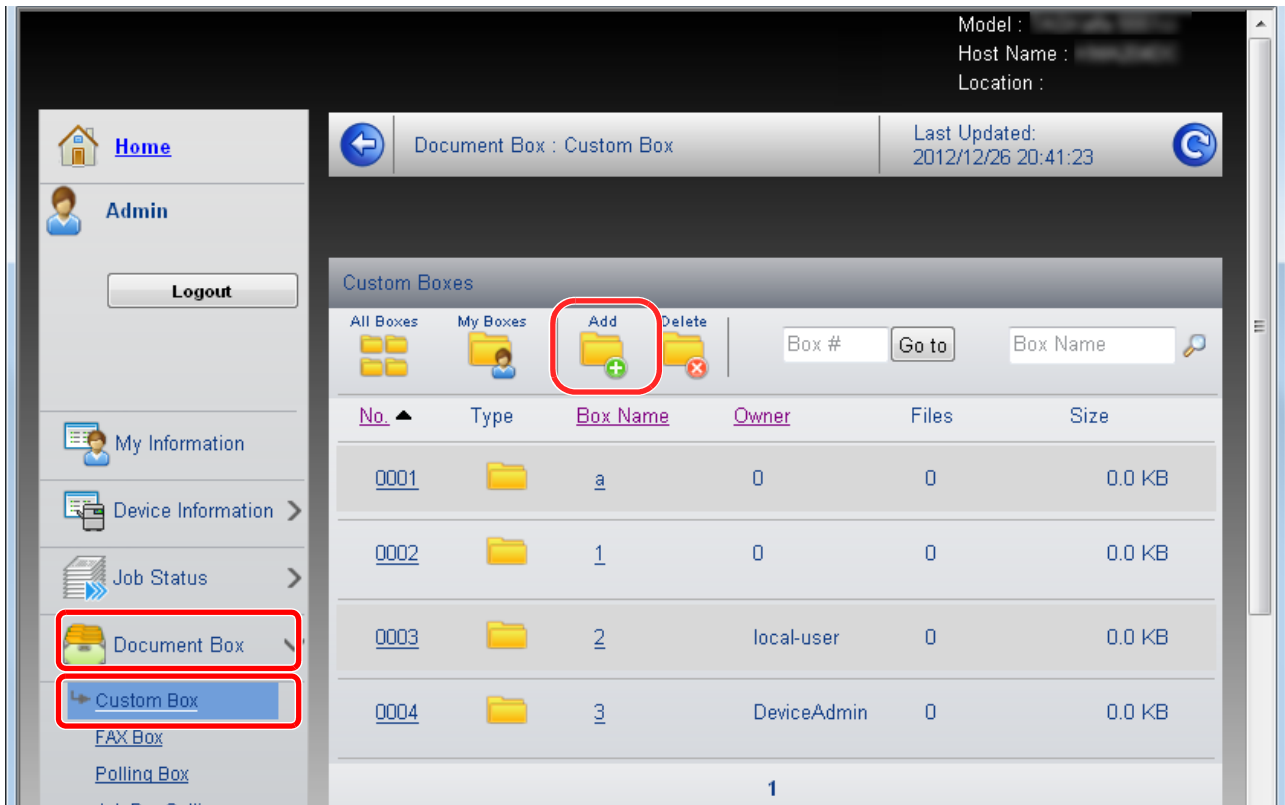 Model :
Host Name :
Location :
Home
Admin
Logout
My Information
Device Information
Job Status
Document Box
Custom Box
FAX Box
Polling Box
Document Box : Custom Box
Last Updated:
2012/12/26 20:41:23
Custom Boxes
All Boxes My Boxes Add Delete
Box # Go to Box Name
No. Type Box Name Owner Files Size
0001 a 0 0 0.0 KB
0002 1 0 0 0.0 KB
0003 2 local-user 0 0.0 KB
0004 3 DeviceAdmin 0 0.0 KB
1